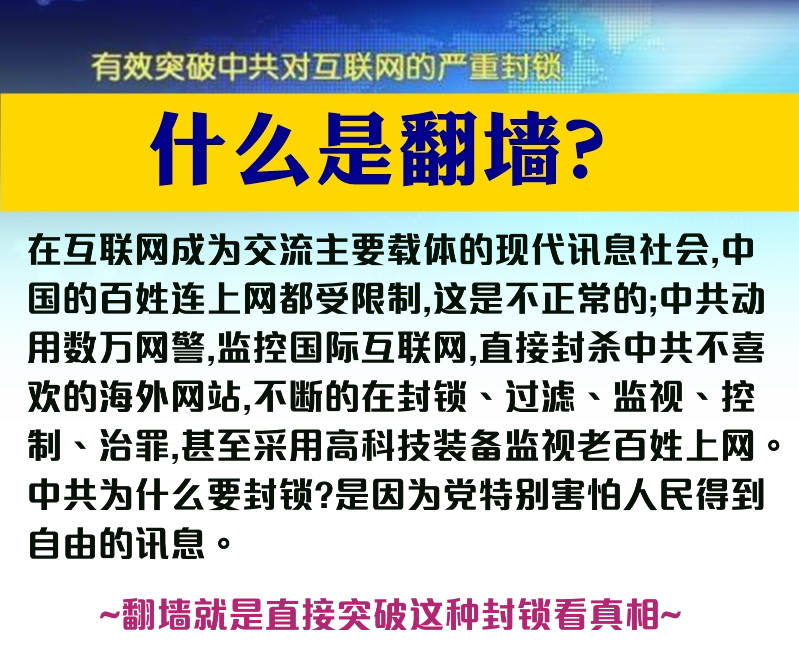 有效突破中共对互联网的严重封锁
什么是翻墙?
在互联网成为交流主要载体的现代讯息社会,中
国的百姓连上网都受限制,这是不正常的;中共动
用数万网警,监控国际互联网,直接封杀中共不喜
欢的海外网站,不断的在封锁、过滤、监视、控
制、治罪,甚至采用高科技装备监视老百姓上网。
中共为什么要封锁?是因为党特别害怕人民得到
自由的讯息。
~翻墙就是直接突破这种封锁看真相~